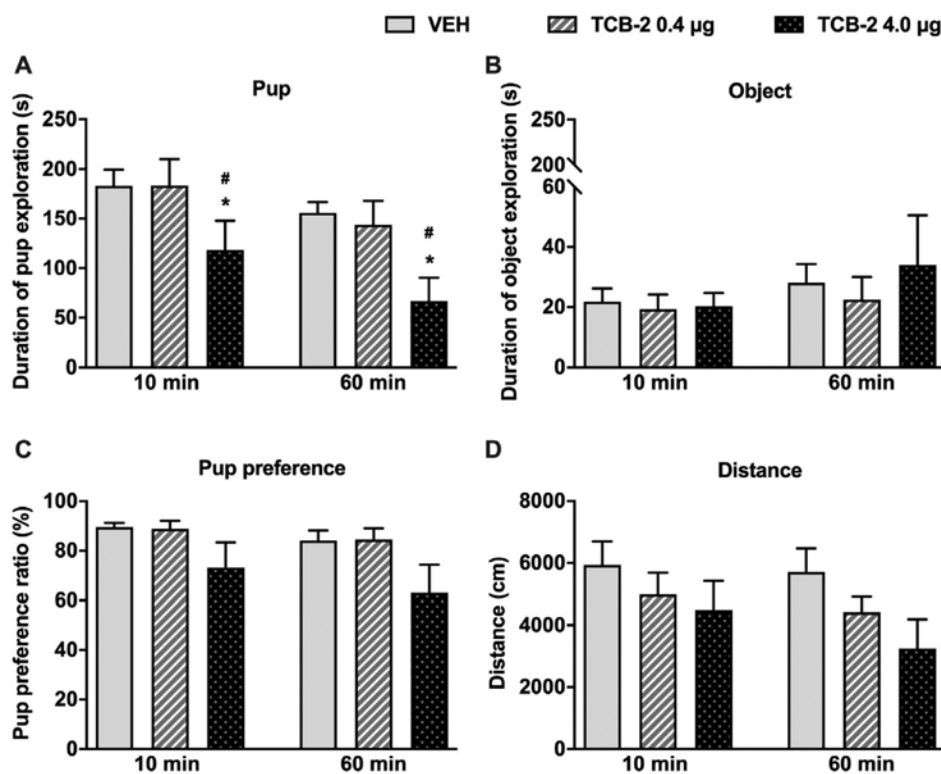 VEH TCB-2 0.4 µg TCB-2 4.0 µg
A
Pup
Duration of pup exploration (s)
250
200
150
100
50
0
#
*
#
*
10 min 60 min
B
Object
Duration of object exploration (s)
250
200
60
40
20
0
10 min 60 min
C
Pup preference
Pup preference ratio (%)
100
80
60
40
20
0
10 min 60 min
D
Distance
Distance (cm)
8000
6000
4000
2000
0
10 min 60 min